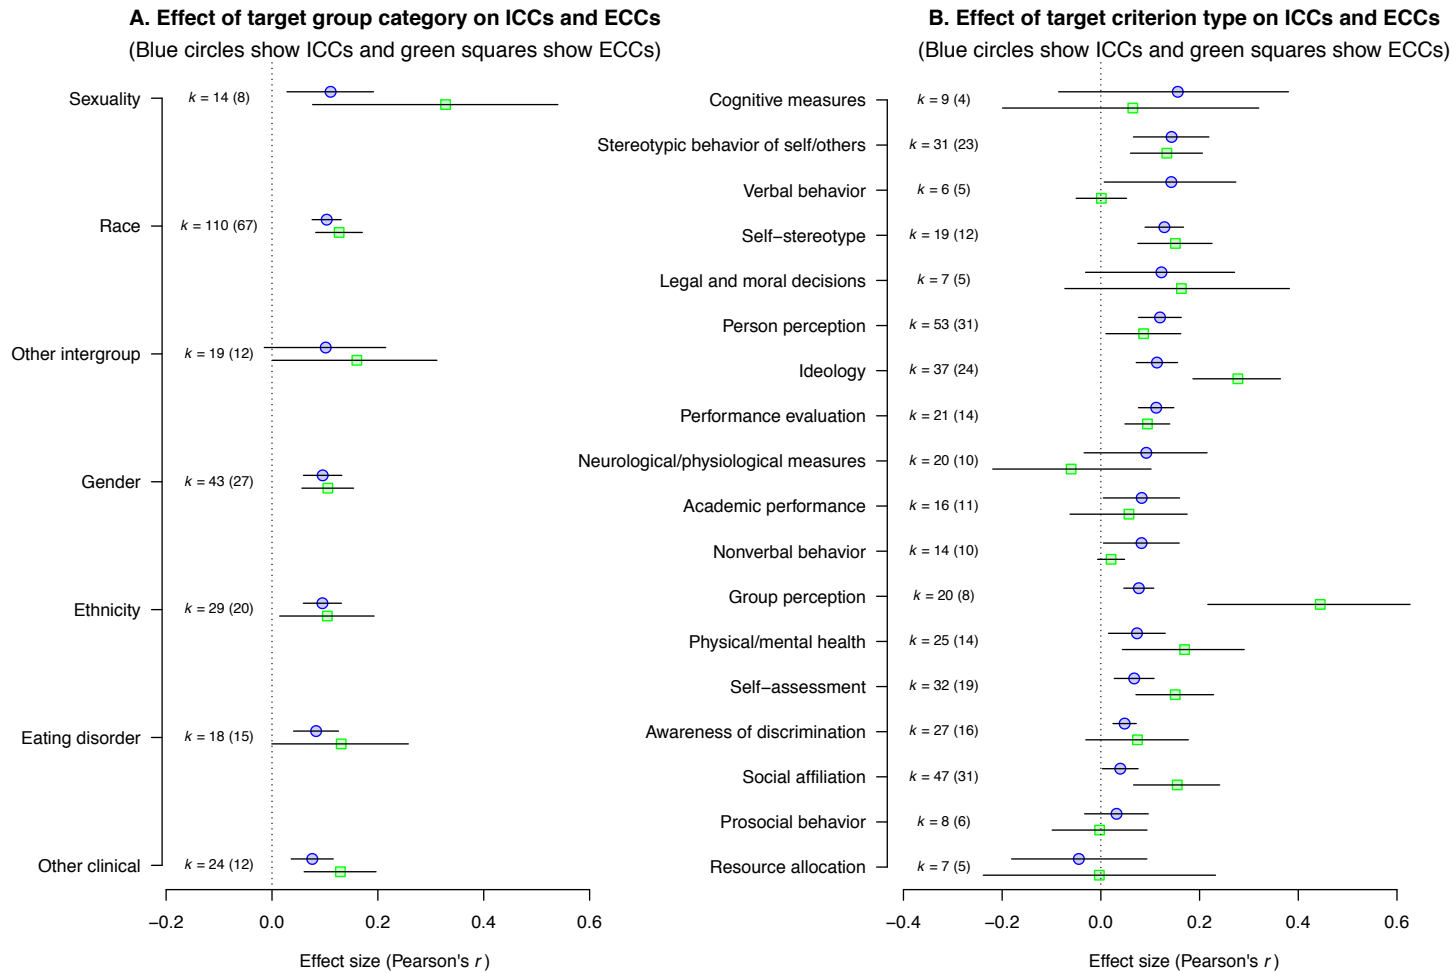 A. Effect of target group category on ICCs and ECCs
(Blue circles show ICCs and green squares show ECCs)
Sexuality k = 14 (8)
Race k = 110 (67)
Other intergroup k = 19 (12)
Gender k = 43 (27)
Ethnicity k = 29 (20)
Eating disorder k = 18 (15)
Other clinical k = 24 (12)
−0.2 0.0 0.2 0.4 0.6
Effect size (Pearson's r)
B. Effect of target criterion type on ICCs and ECCs
(Blue circles show ICCs and green squares show ECCs)
Cognitive measures k = 9 (4)
Stereotypic behavior of self/others k = 31 (23)
Verbal behavior k = 6 (5)
Self−stereotype k = 19 (12)
Legal and moral decisions k = 7 (5)
Person perception k = 53 (31)
Ideology k = 37 (24)
Performance evaluation k = 21 (14)
Neurological/physiological measures k = 20 (10)
Academic performance k = 16 (11)
Nonverbal behavior k = 14 (10)
Group perception k = 20 (8)
Physical/mental health k = 25 (14)
Self−assessment k = 32 (19)
Awareness of discrimination k = 27 (16)
Social affiliation k = 47 (31)
Prosocial behavior k = 8 (6)
Resource allocation k = 7 (5)
−0.4 −0.2 0.0 0.2 0.4 0.6
Effect size (Pearson's r)